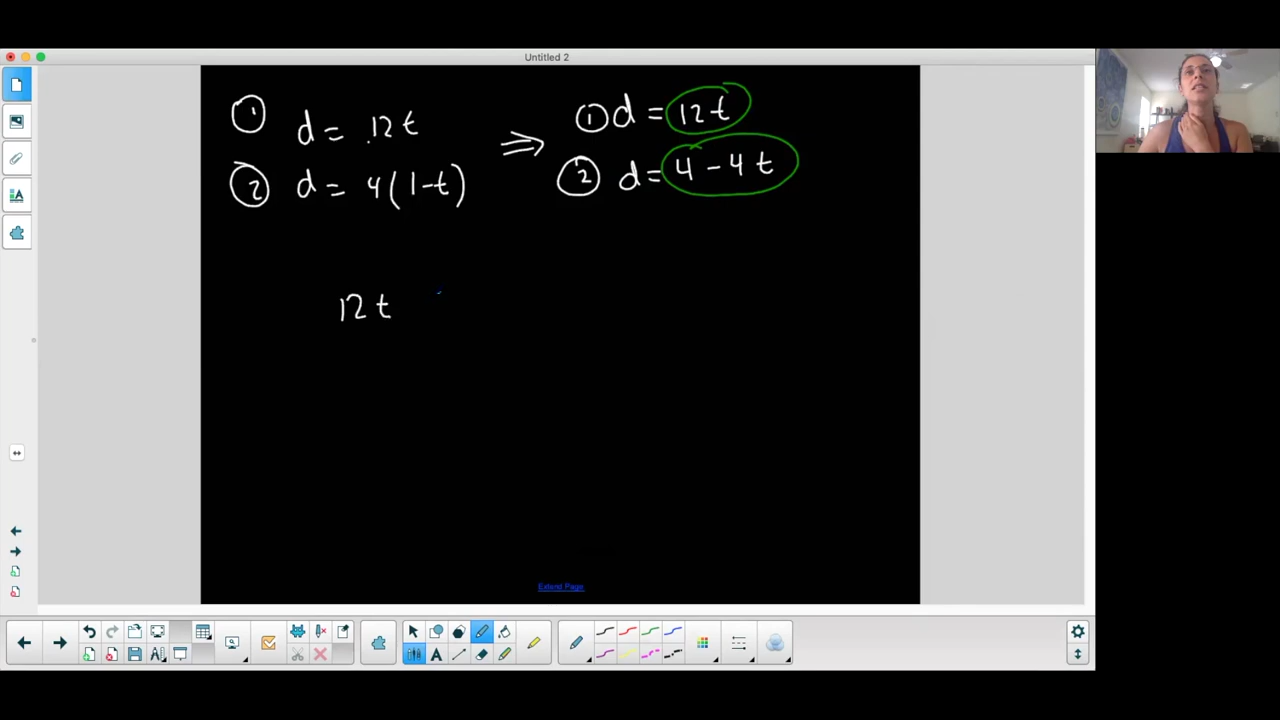 Untitled 2
① d = 12t
② d = 4(1-t)
⇒
① d = 12t
② d = 4 - 4t
12t
Extend Page